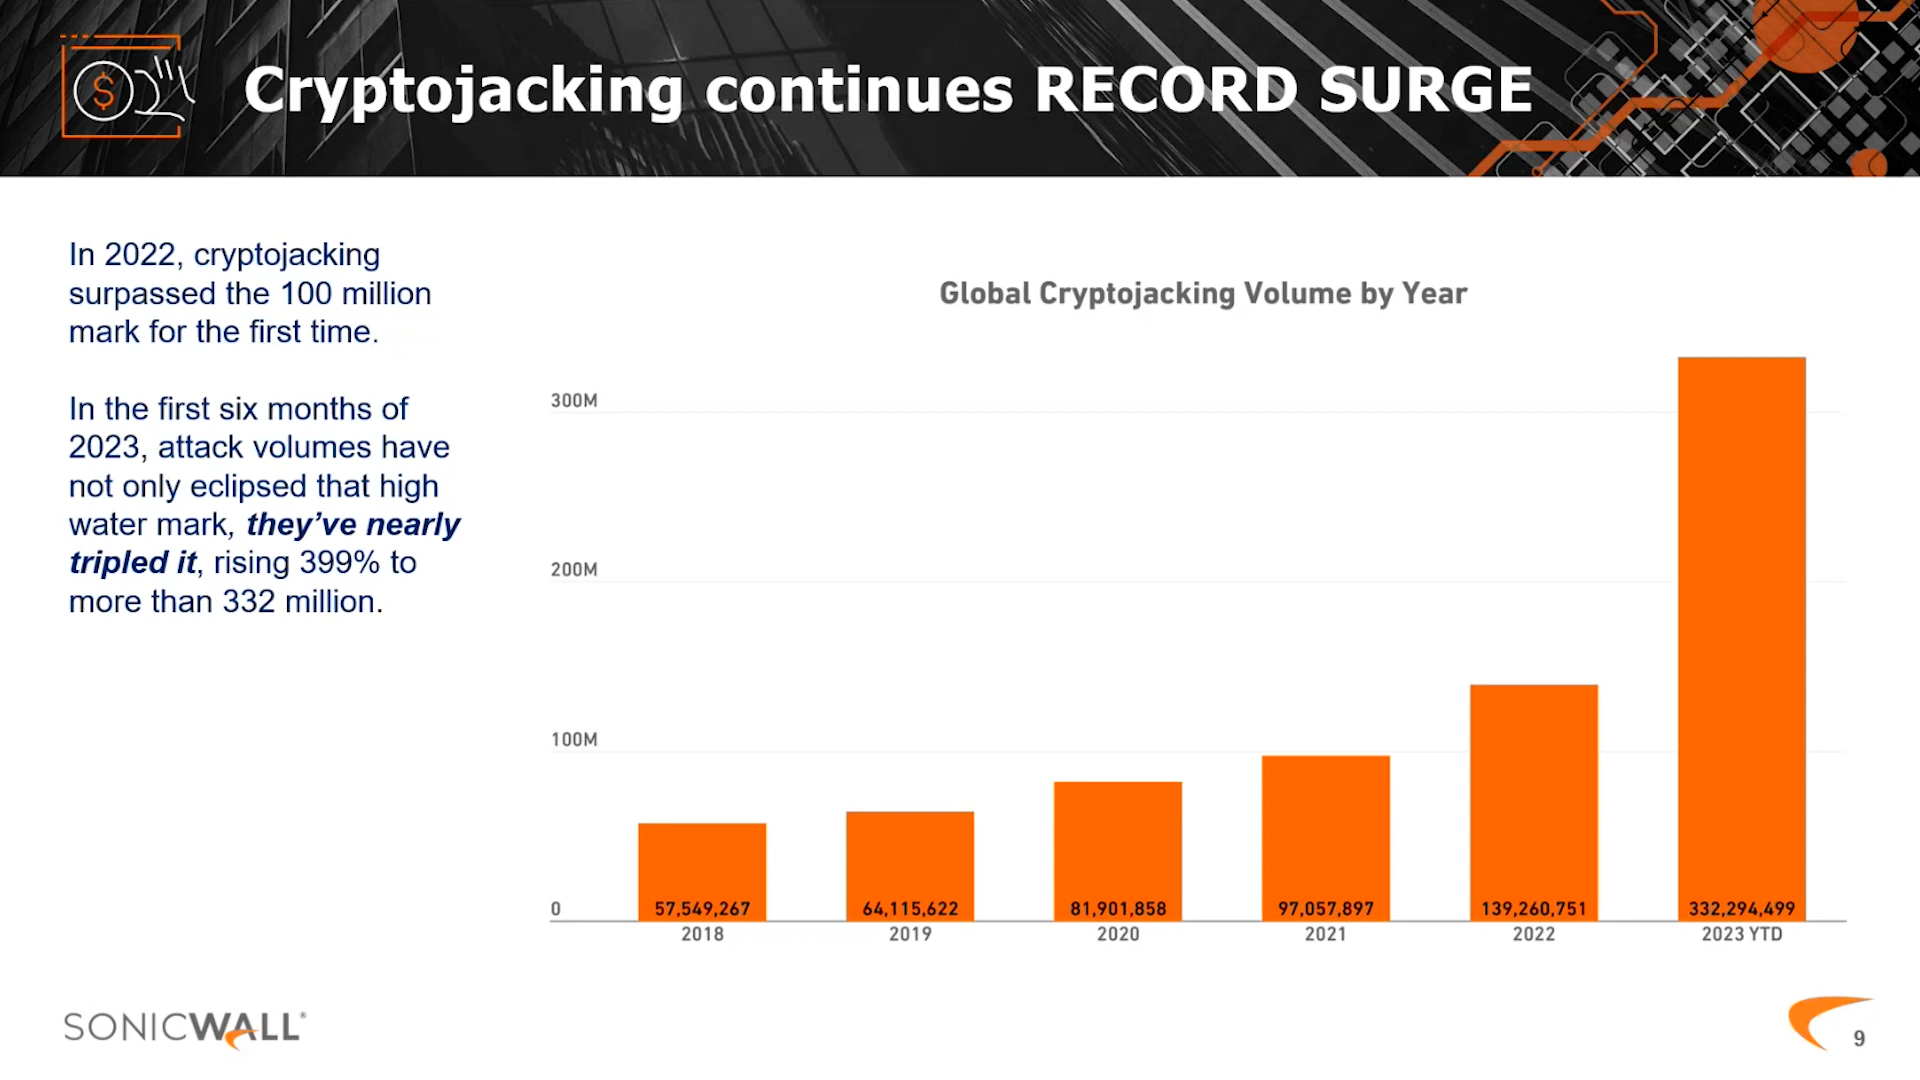 $
Cryptojacking continues RECORD SURGE
In 2022, cryptojacking
surpassed the 100 million
mark for the first time.
In the first six months of
2023, attack volumes have
not only eclipsed that high
water mark, they’ve nearly
tripled it, rising 399% to
more than 332 million.
Global Cryptojacking Volume by Year
300M
200M
100M
0
57,549,267 64,115,622 81,901,858 97,057,897 139,260,751 332,294,499
2018 2019 2020 2021 2022 2023 YTD
SONICWALL®
9